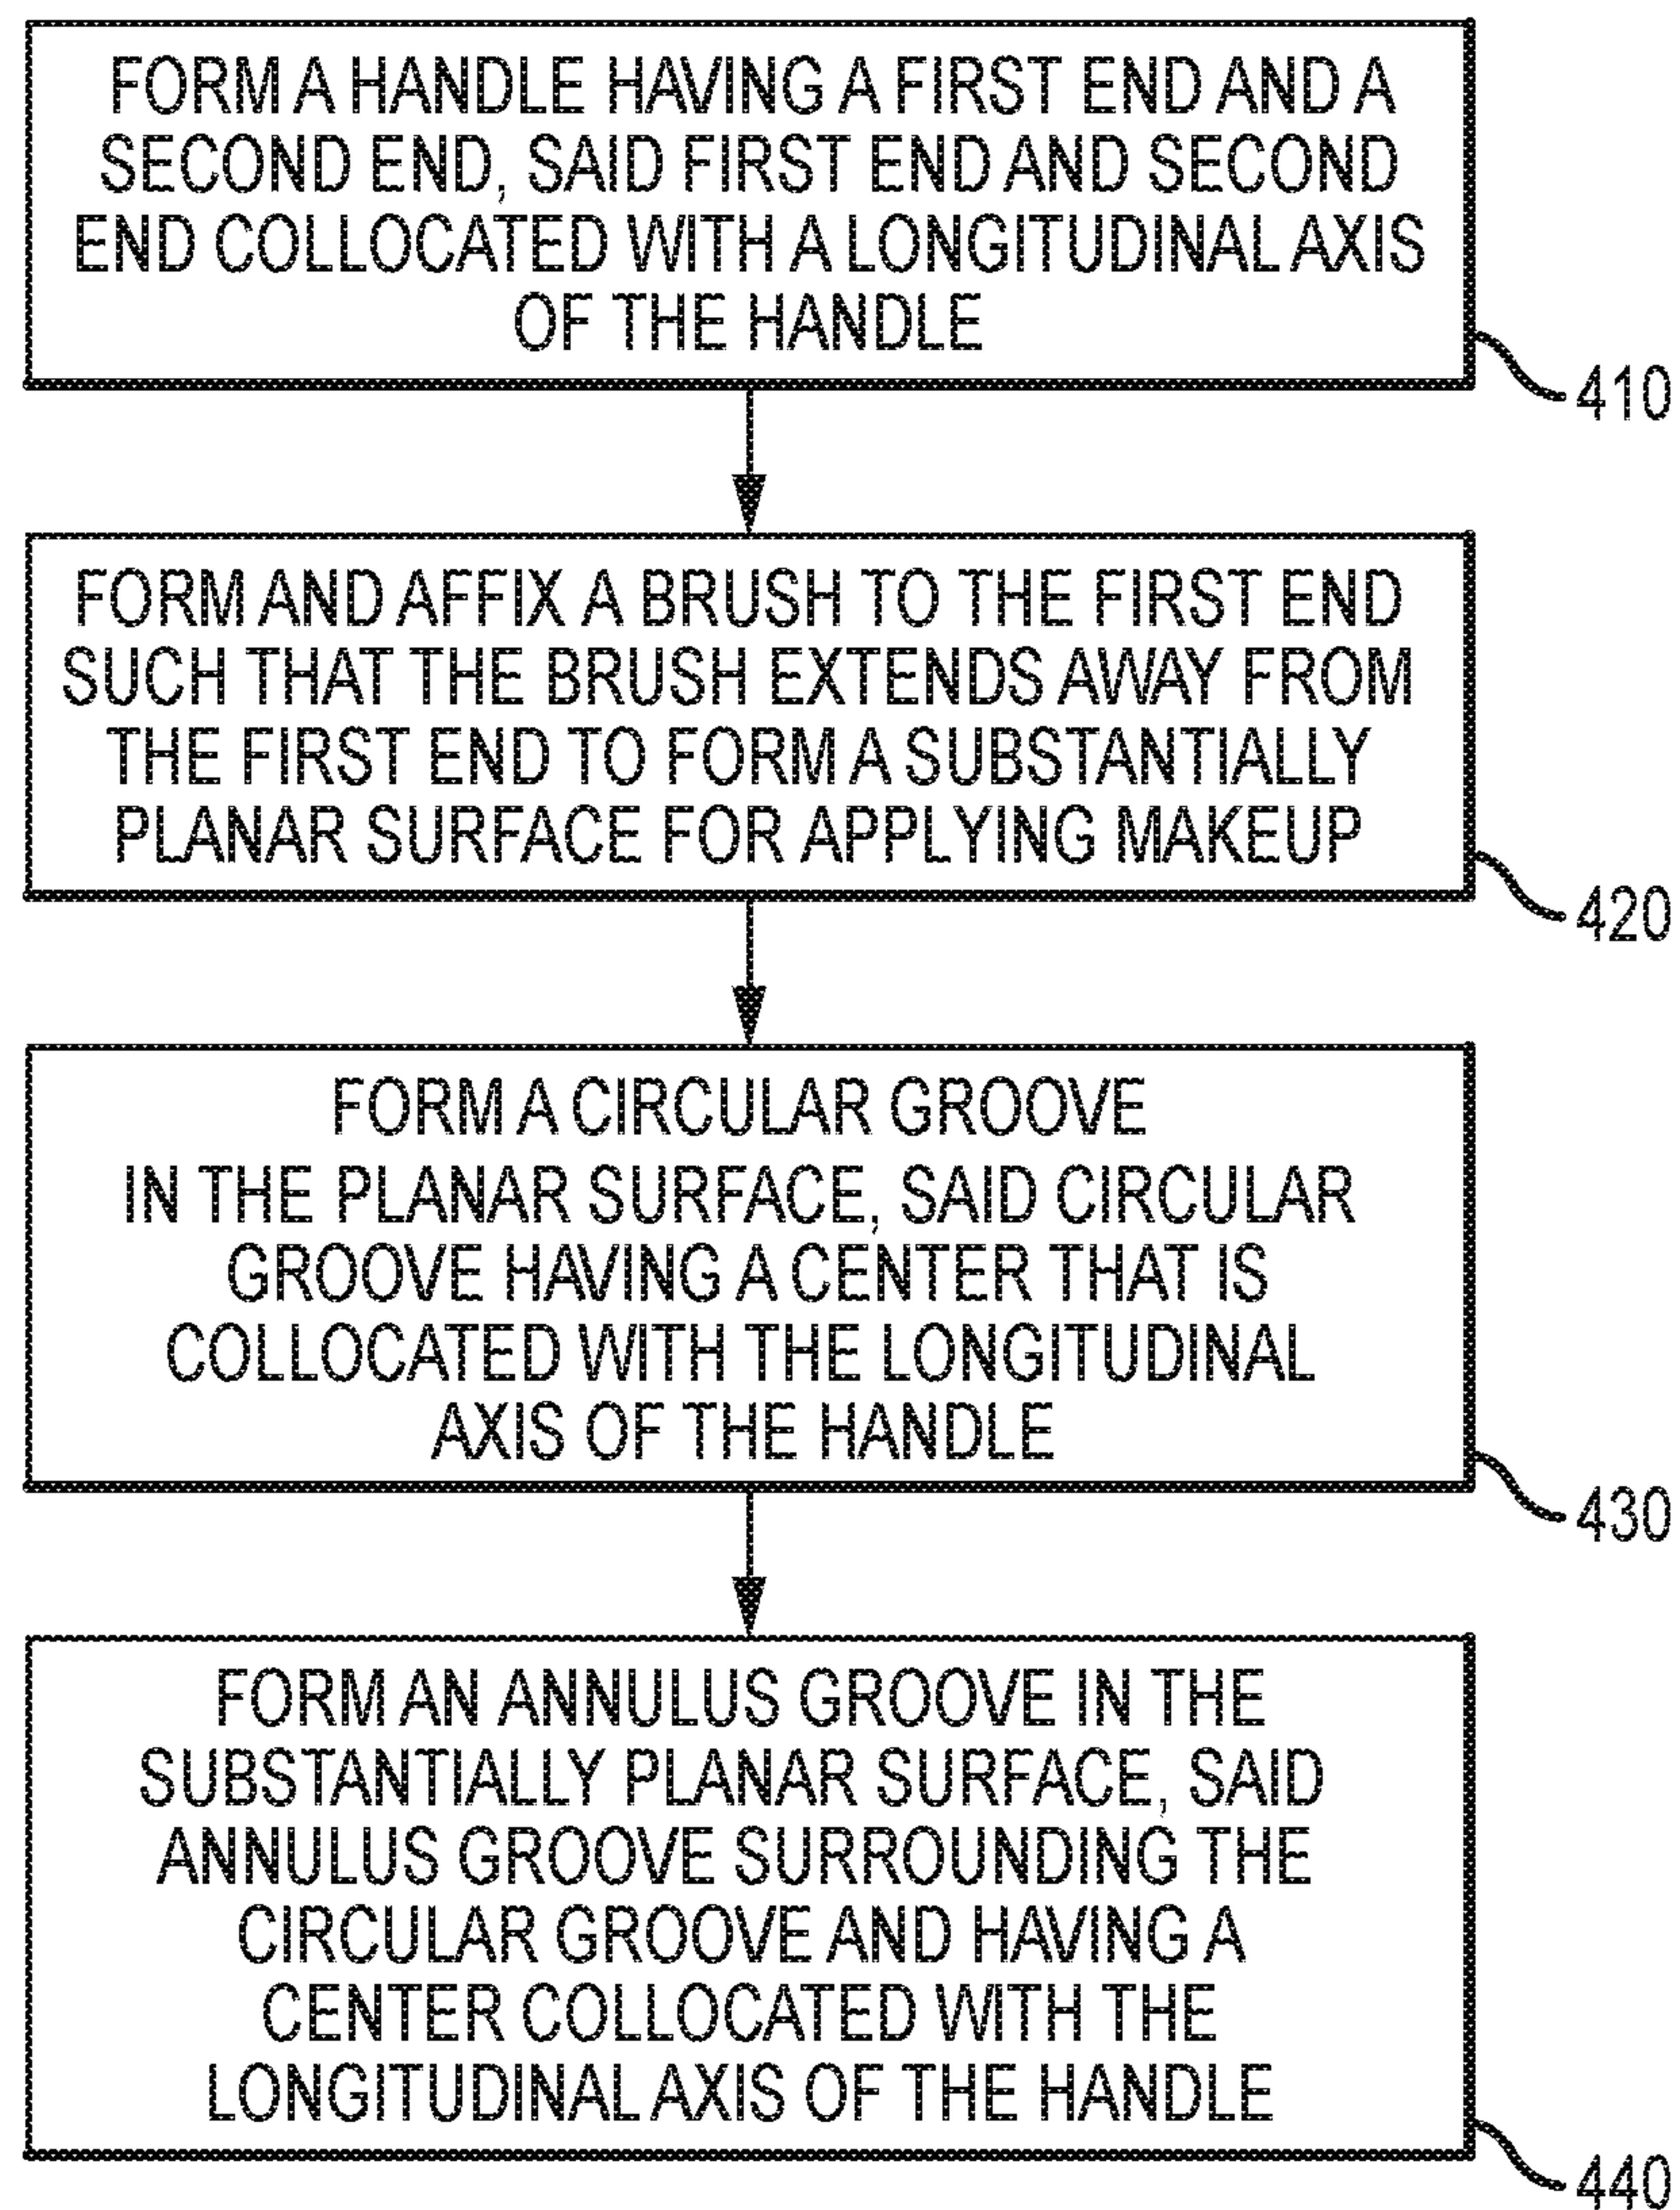 FORM A HANDLE HAVING A FIRST END AND A
SECOND END, SAID FIRST END AND SECOND
END COLLOCATED WITH A LONGITUDINAL AXIS
OF THE HANDLE
410
FORM AND AFFIX A BRUSH TO THE FIRST END
SUCH THAT THE BRUSH EXTENDS AWAY FROM
THE FIRST END TO FORM A SUBSTANTIALLY
PLANAR SURFACE FOR APPLYING MAKEUP
420
FORM A CIRCULAR GROOVE
IN THE PLANAR SURFACE, SAID CIRCULAR
GROOVE HAVING A CENTER THAT IS
COLLOCATED WITH THE LONGITUDINAL
AXIS OF THE HANDLE
430
FORM AN ANNULUS GROOVE IN THE
SUBSTANTIALLY PLANAR SURFACE, SAID
ANNULUS GROOVE SURROUNDING THE
CIRCULAR GROOVE AND HAVING A
CENTER COLLOCATED WITH THE
LONGITUDINAL AXIS OF THE HANDLE
440